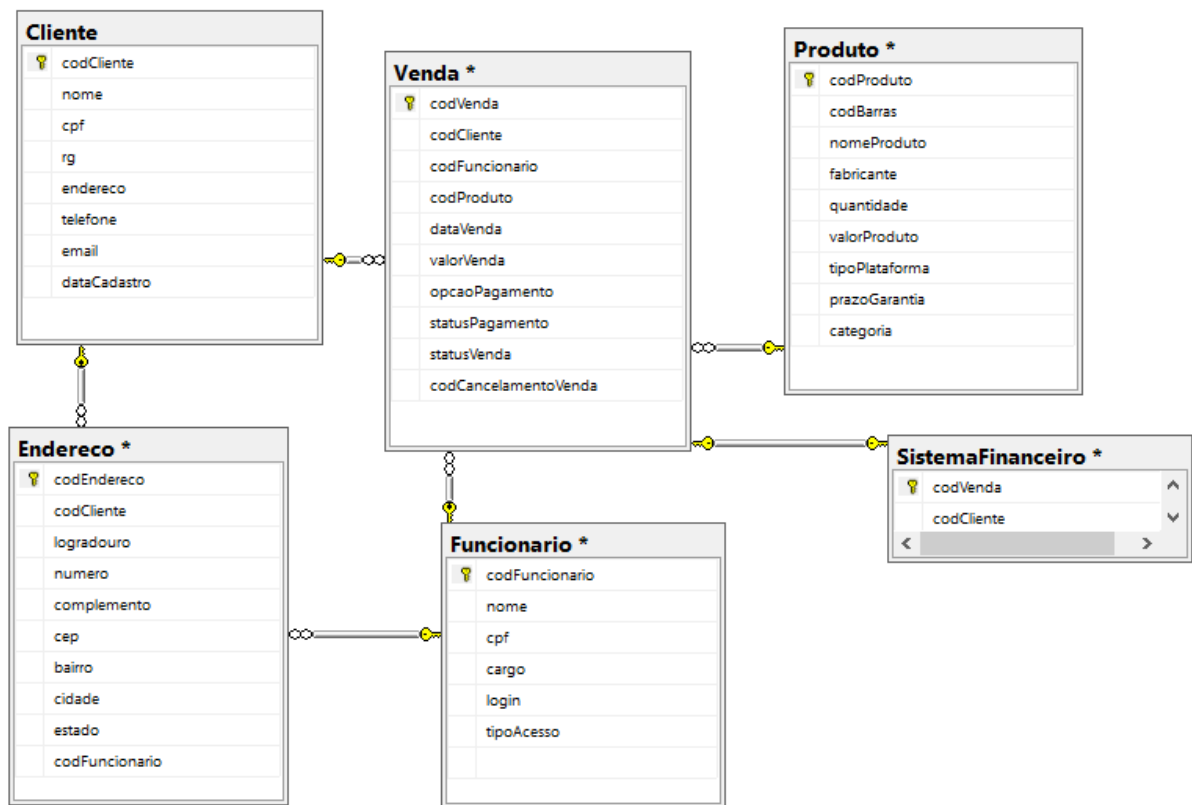 Cliente
codCliente
nome
cpf
rg
endereco
telefone
email
dataCadastro
Venda *
codVenda
codCliente
codFuncionario
codProduto
dataVenda
valorVenda
opcaoPagamento
statusPagamento
statusVenda
codCancelamentoVenda
Produto *
codProduto
codBarras
nomeProduto
fabricante
quantidade
valorProduto
tipoPlataforma
prazoGarantia
categoria
Endereco *
codEndereco
codCliente
logradouro
numero
complemento
cep
bairro
cidade
estado
codFuncionario
Funcionario *
codFuncionario
nome
cpf
cargo
login
tipoAcesso
SistemaFinanceiro *
codVenda
codCliente